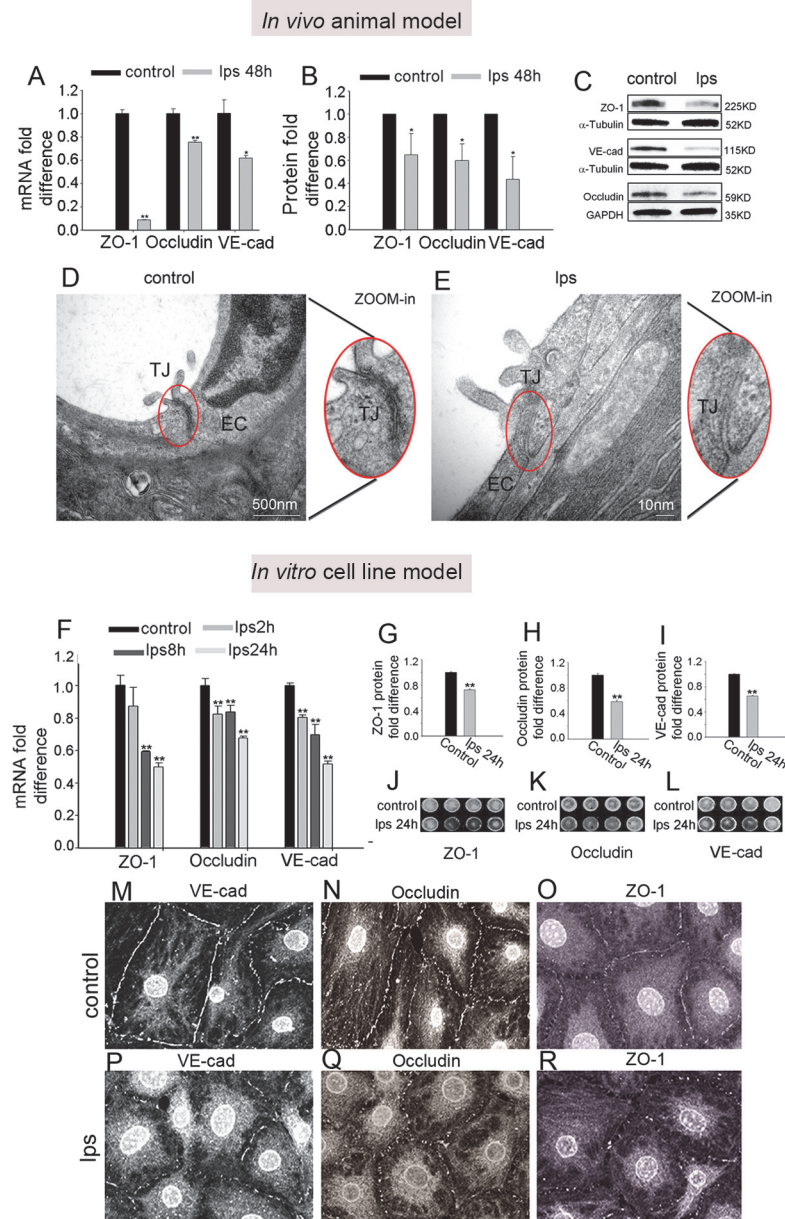 In vivo animal model
A
control
lps 48h
mRNA fold
difference
1.2
1.0
0.8
0.6
0.4
0.2
0.0
**
**
*
ZO-1 Occludin VE-cad
B
control
lps 48h
Protein fold
difference
1.2
1.0
0.8
0.6
0.4
0.2
0.0
*
*
*
ZO-1 Occludin VE-cad
C
control lps
ZO-1 225KD
α-Tubulin 52KD
VE-cad 115KD
α-Tubulin 52KD
Occludin 59KD
GAPDH 35KD
D
control
ZOOM-in
TJ
EC
500nm
TJ
E
lps
ZOOM-in
TJ
EC
10nm
TJ
In vitro cell line model
F
control
lps2h
lps8h
lps24h
mRNA fold
difference
1.2
1.0
0.8
0.6
0.4
0.2
0.0
**
**
**
**
**
**
**
**
ZO-1 Occludin VE-cad
G
ZO-1 protein
fold difference
1.2
0.8
0.4
0.0
**
Control
lps 24h
H
Occludin protein
fold difference
1.2
0.8
0.4
0.0
**
Control
lps 24h
I
VE-cad protein
fold difference
1.2
0.8
0.4
0.0
**
Control
lps 24h
J
control
lps 24h
ZO-1
K
control
lps 24h
Occludin
L
control
lps 24h
VE-cad
control
M VE-cad
N Occludin
O ZO-1
lps
P VE-cad
Q Occludin
R ZO-1